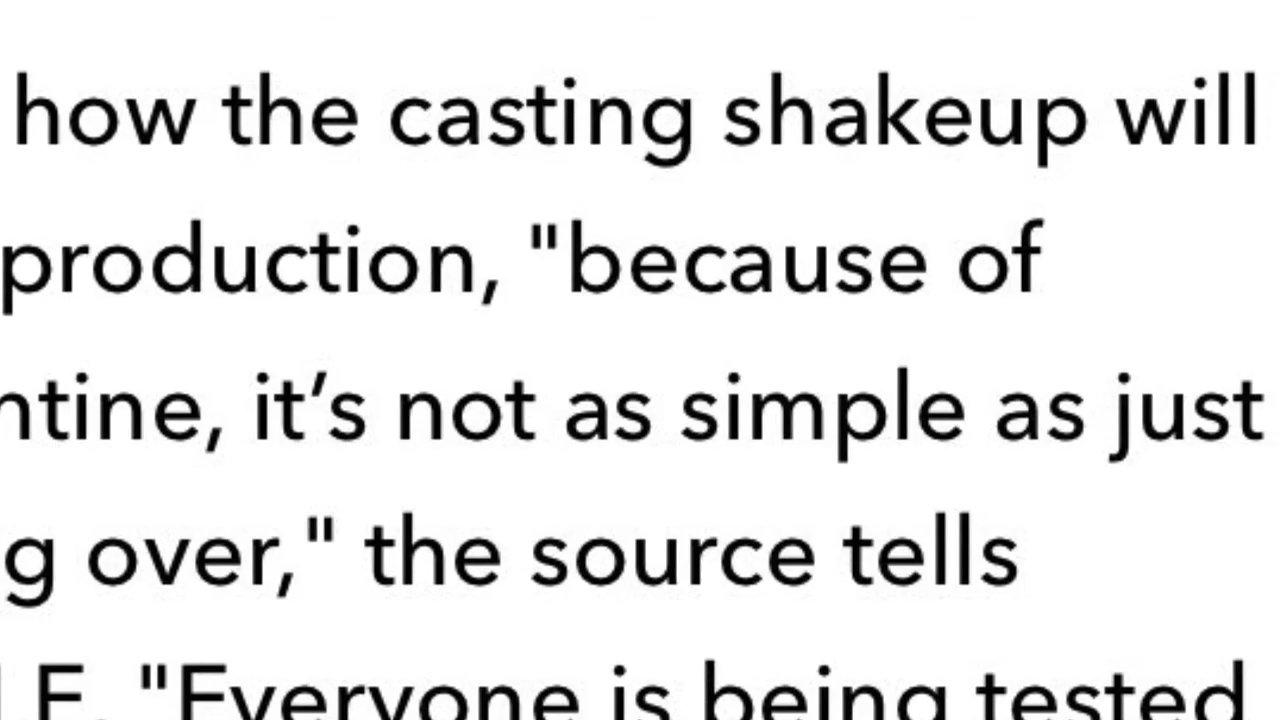 how the casting shakeup will
production, "because of
ntine, it’s not as simple as just
g over," the source tells
.E. "Everyone is being tested